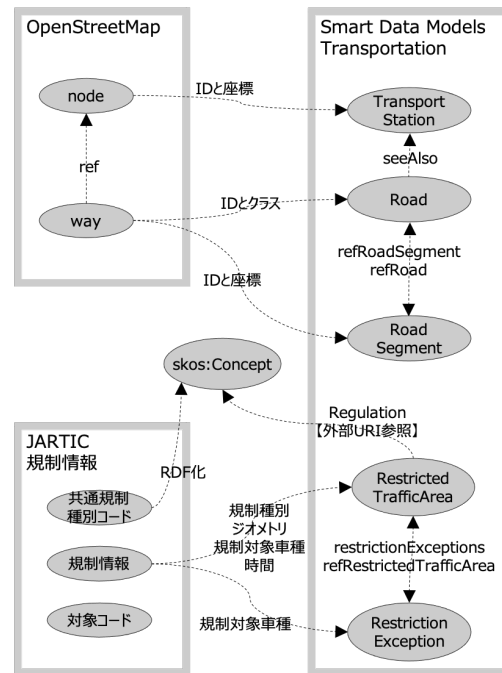 OpenStreetMap
node
ref
way
IDと座標
IDとクラス
IDと座標
Smart Data Models
Transportation
Transport
Station
seeAlso
Road
refRoadSegment
refRoad
Road
Segment
skos:Concept
Regulation
【外部URI参照】
RDF化
JARTIC
規制情報
共通規制
種別コード
規制情報
対象コード
規制種別
ジオメトリ
規制対象車種
時間
規制対象車種
Restricted
TrafficArea
restrictionExceptions
refRestrictedTrafficArea
Restriction
Exception